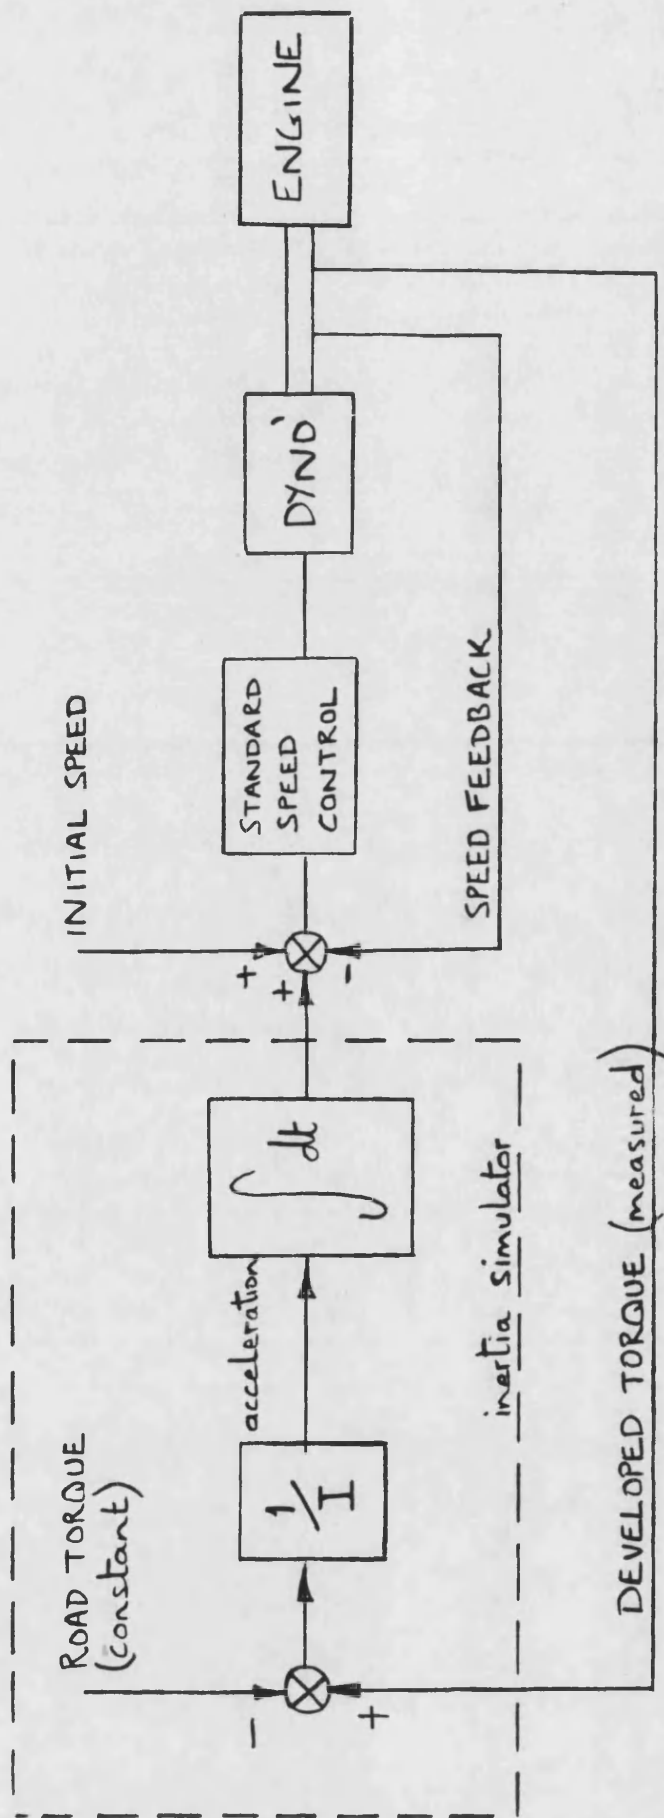 ROAD TORQUE
(constant)
-
+
1/I
acceleration
∫ dt
inertia simulator
INITIAL SPEED
+
+
-
STANDARD
SPEED
CONTROL
DYNO'
ENGINE
SPEED FEEDBACK
DEVELOPED TORQUE (measured)